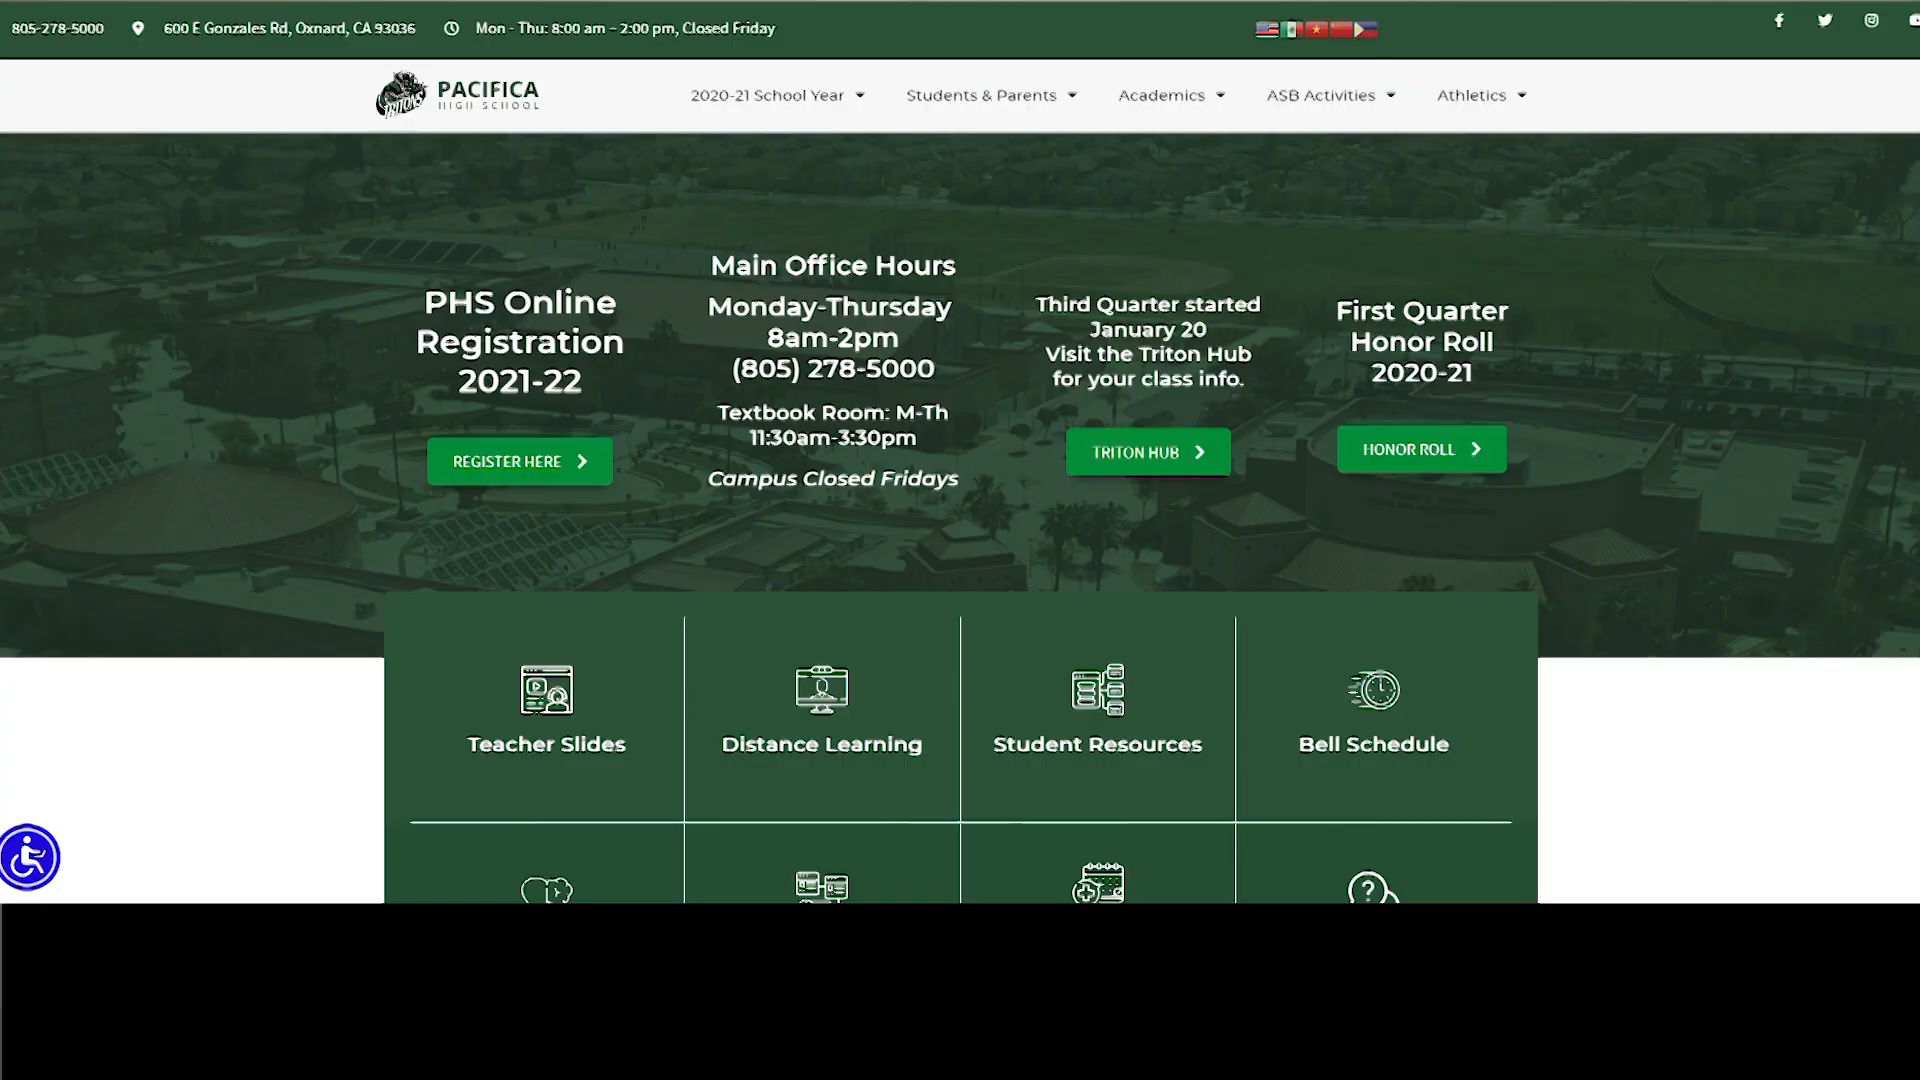 805-278-5000
600 E Gonzales Rd, Oxnard, CA 93036
Mon - Thu: 8:00 am – 2:00 pm, Closed Friday
TRITONS
PACIFICA
HIGH SCHOOL
2020-21 School Year
Students & Parents
Academics
ASB Activities
Athletics
PHS Online
Registration
2021-22
REGISTER HERE
Main Office Hours
Monday-Thursday
8am-2pm
(805) 278-5000
Textbook Room: M-Th
11:30am-3:30pm
Campus Closed Fridays
Third Quarter started
January 20
Visit the Triton Hub
for your class info.
TRITON HUB
First Quarter
Honor Roll
2020-21
HONOR ROLL
Teacher Slides
Distance Learning
Student Resources
Bell Schedule